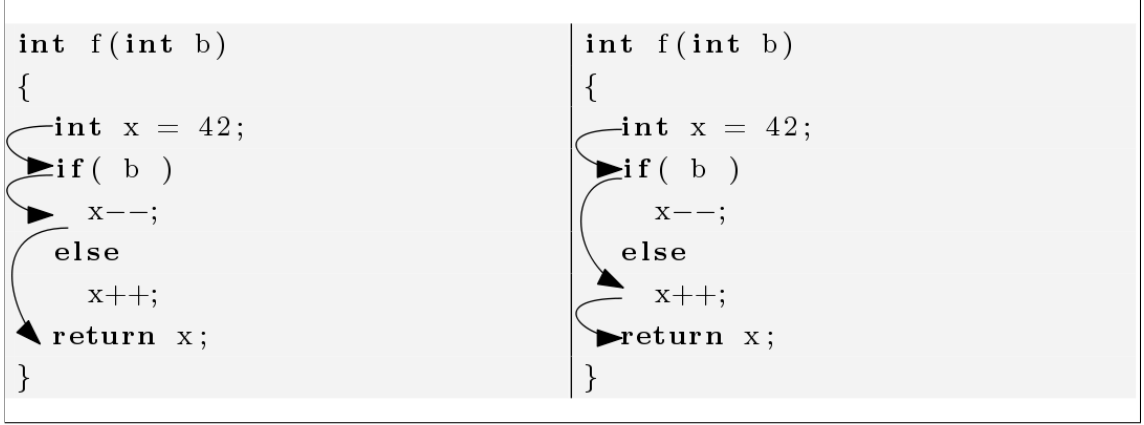 int f(int b)
{
int x = 42;
if( b )
x−−;
else
x++;
return x;
}
int f(int b)
{
int x = 42;
if( b )
x−−;
else
x++;
return x;
}